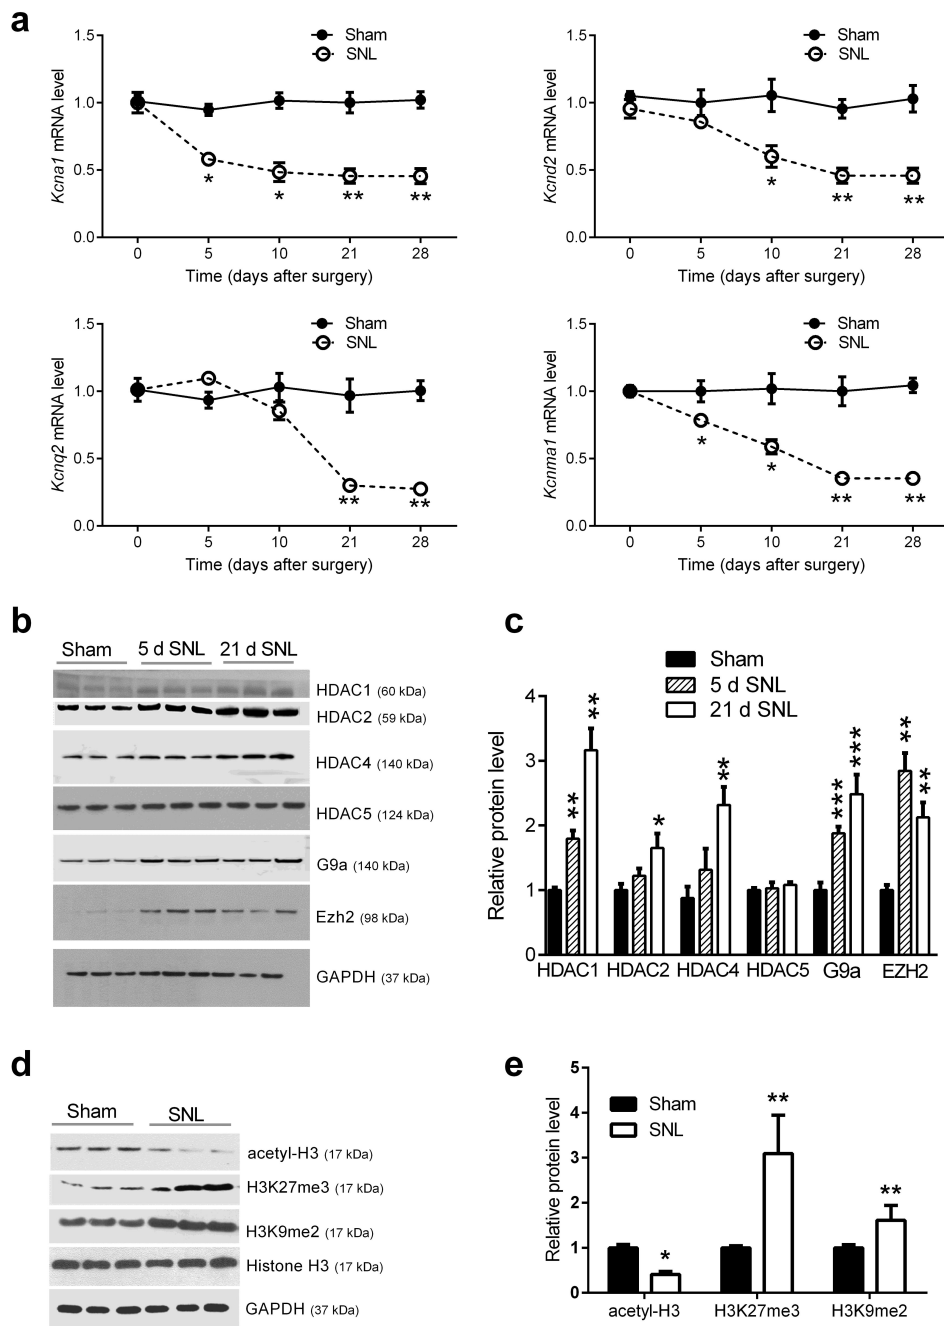 a
Sham
SNL
Kcna1 mRNA level
1.5
1.0
0.5
0.0
*
*
**
**
0 5 10 21 28
Time (days after surgery)
Sham
SNL
Kcnd2 mRNA level
1.5
1.0
0.5
0.0
*
**
**
0 5 10 21 28
Time (days after surgery)
Sham
SNL
Kcnq2 mRNA level
1.5
1.0
0.5
0.0
**
**
0 5 10 21 28
Time (days after surgery)
Sham
SNL
Kcnma1 mRNA level
1.5
1.0
0.5
0.0
*
*
**
**
0 5 10 21 28
Time (days after surgery)
b
Sham 5 d SNL 21 d SNL
HDAC1 (60 kDa)
HDAC2 (59 kDa)
HDAC4 (140 kDa)
HDAC5 (124 kDa)
G9a (140 kDa)
Ezh2 (98 kDa)
GAPDH (37 kDa)
c
Sham
5 d SNL
21 d SNL
Relative protein level
4
3
2
1
0
**
**
*
**
***
***
**
**
HDAC1 HDAC2 HDAC4 HDAC5 G9a EZH2
d
Sham SNL
acetyl-H3 (17 kDa)
H3K27me3 (17 kDa)
H3K9me2 (17 kDa)
Histone H3 (17 kDa)
GAPDH (37 kDa)
e
Sham
SNL
Relative protein level
5
4
3
2
1
0
*
**
**
acetyl-H3 H3K27me3 H3K9me2